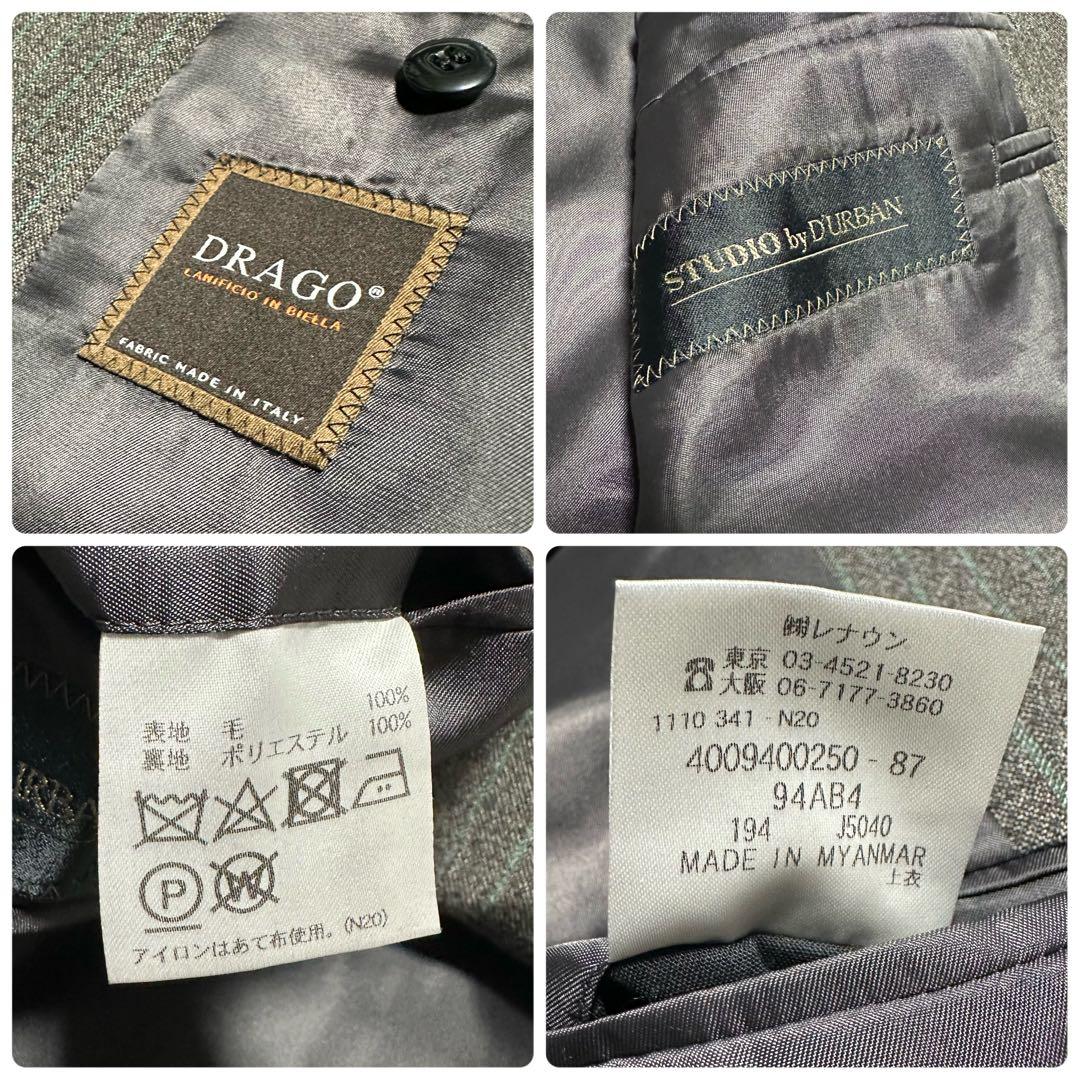 DRAGO®
LANIFICIO IN BIELLA
FABRIC MADE IN ITALY
STUDIO by D'URBAN
表地 毛 100%
裏地 ポリエステル 100%
P
W
アイロンはあて布使用。(N20)
㈱レナウン
☎東京 03-4521-8230
大阪 06-7177-3860
1110 341 - N20
4009400250 - 87
94AB4
194 J5040
MADE IN MYANMAR
上衣